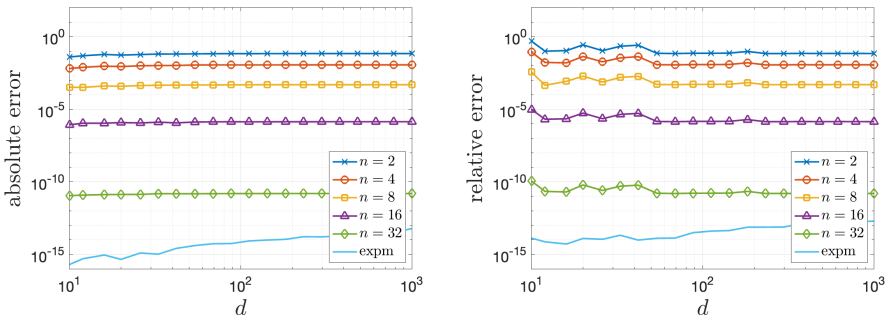 absolute error
10^0
10^-5
10^-10
10^-15
n = 2
n = 4
n = 8
n = 16
n = 32
expm
10^1
10^2
10^3
d
relative error
10^0
10^-5
10^-10
10^-15
n = 2
n = 4
n = 8
n = 16
n = 32
expm
10^1
10^2
10^3
d